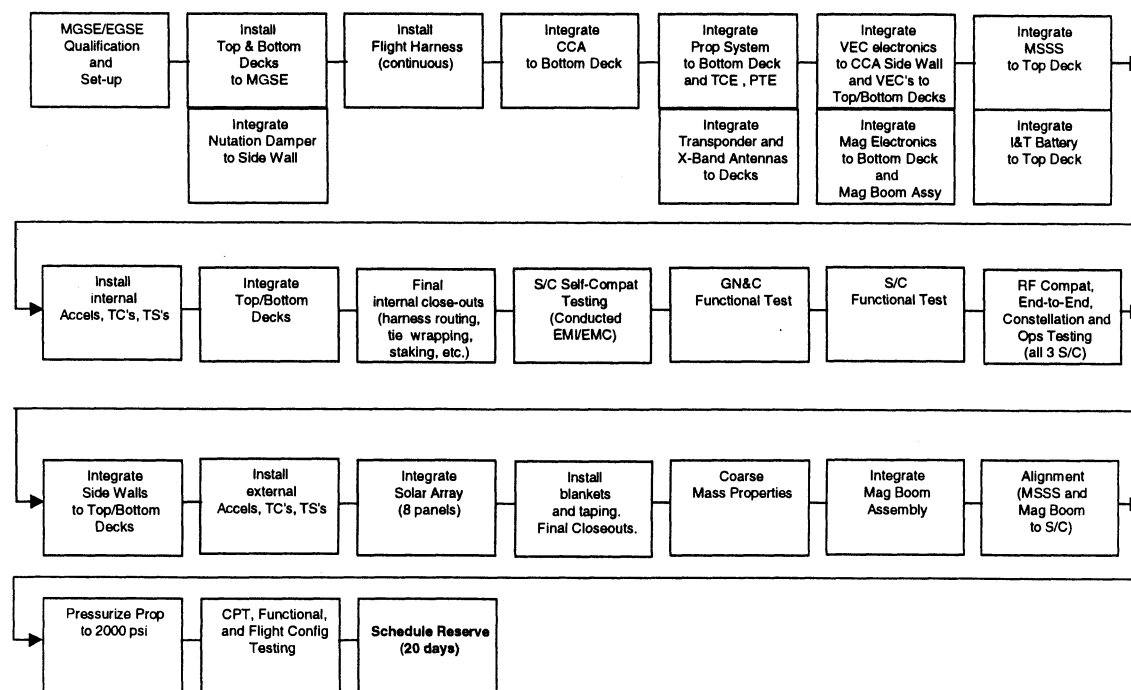 MGSE/EGSE
Qualification
and
Set-up
Install
Top & Bottom
Decks
to MGSE
Install
Flight Harness
(continuous)
Integrate
CCA
to Bottom Deck
Integrate
Prop System
to Bottom Deck
and TCE , PTE
VEC electronics
to CCA Side Wall
and VEC's to
Top/Bottom Decks
Integrate
MSSS
to Top Deck
Integrate
Nutation Damper
to Side Wall
Integrate
Transponder and
X-Band Antennas
to Decks
Integrate
Mag Electronics
to Bottom Deck
and
Mag Boom Assy
Integrate
I&T Battery
to Top Deck
Install
internal
Accels, TC's, TS's
Integrate
Top/Bottom
Decks
Final
internal close-outs
(harness routing,
tie wrapping,
staking, etc.)
S/C Self-Compat
Testing
(Conducted
EMI/EMC)
GN&C
Functional Test
S/C
Functional Test
RF Compat,
End-to-End,
Constellation and
Ops Testing
(all 3 S/C)
Integrate
Side Walls
to Top/Bottom
Decks
Install
external
Accels, TC's, TS's
Integrate
Solar Array
(8 panels)
Install
blankets
and taping.
Final Closeouts.
Coarse
Mass Properties
Integrate
Mag Boom
Assembly
Alignment
(MSSS and
Mag Boom
to S/C)
Pressurize Prop
to 2000 psi
CPT, Functional,
and Flight Config
Testing
Schedule Reserve
(20 days)